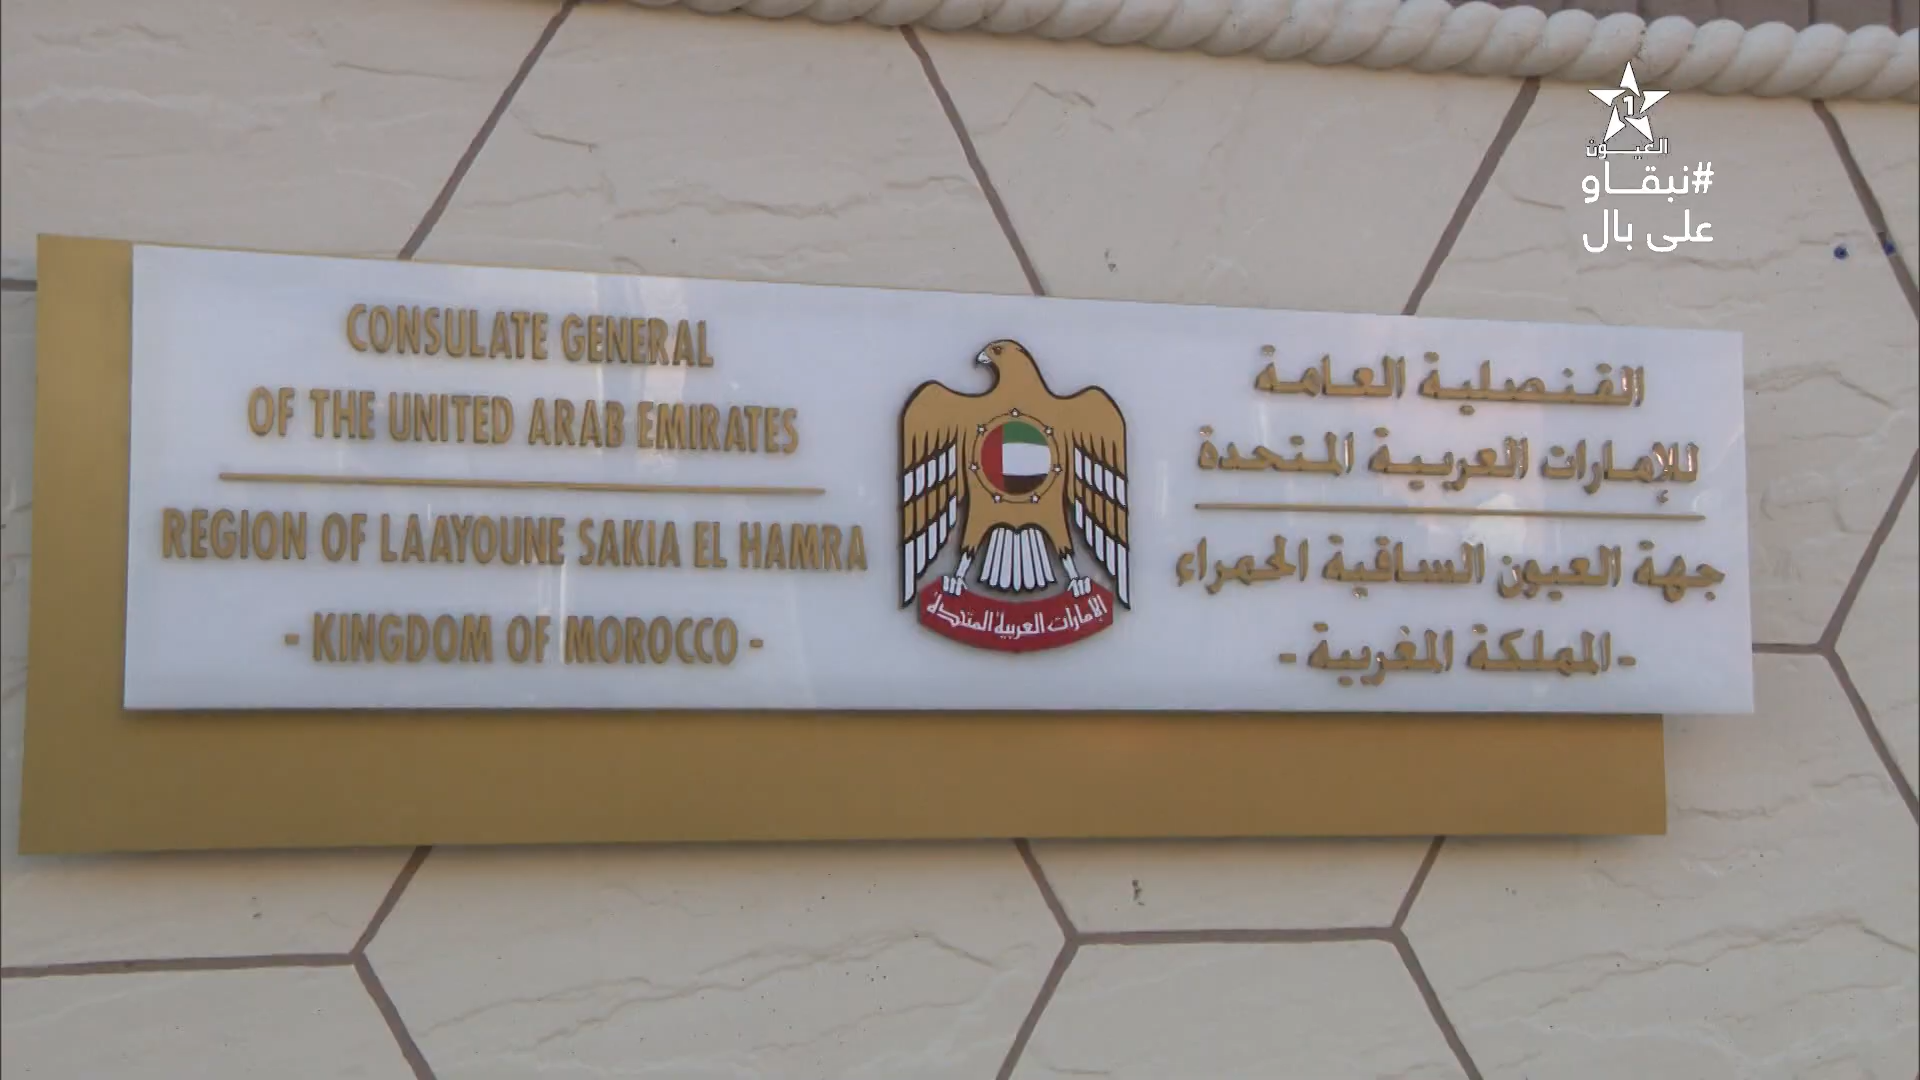 CONSULATE GENERAL
OF THE UNITED ARAB EMIRATES
REGION OF LAAYOUNE SAKIA EL HAMRA
- KINGDOM OF MOROCCO -
القنصلية العامة
للإمارات العربية المتحدة
جهة العيون الساقية الحمراء
- المملكة المغربية -
الإمارات العربية المتحدة
1
العيون
#نبقاو
على بال